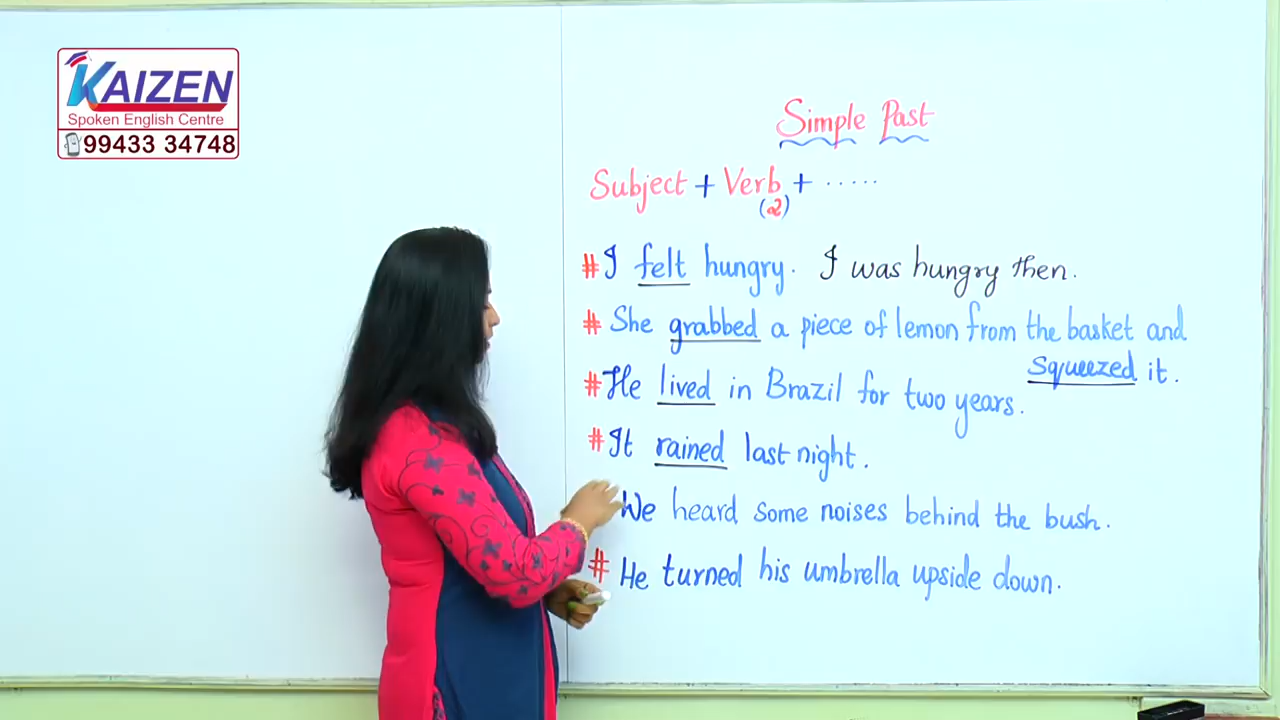 KAIZEN
Spoken English Centre
99433 34748
Simple Past
Subject + Verb + .....
(2)
# I felt hungry. I was hungry then.
# She grabbed a piece of lemon from the basket and
squeezed it.
# He lived in Brazil for two years.
# It rained last night.
We heard some noises behind the bush.
# He turned his umbrella upside down.